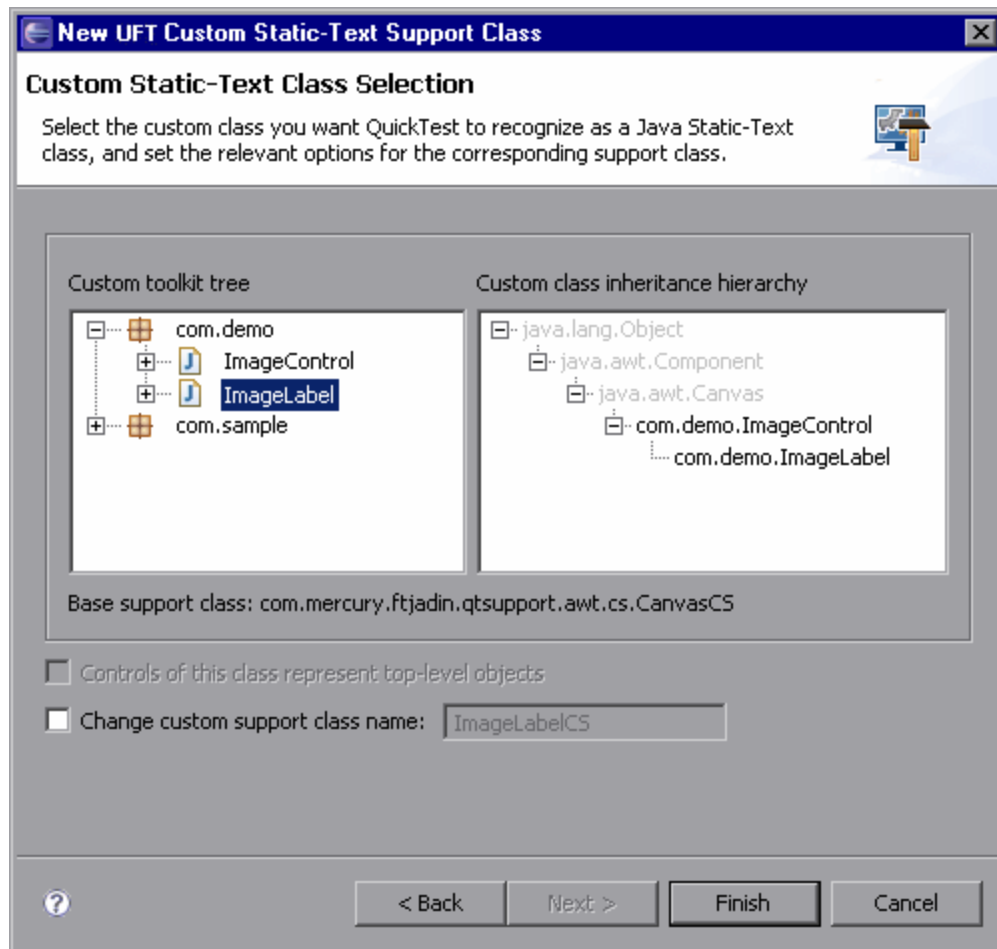 New UFT Custom Static-Text Support Class
Custom Static-Text Class Selection
Select the custom class you want QuickTest to recognize as a Java Static-Text
class, and set the relevant options for the corresponding support class.
Custom toolkit tree
com.demo
ImageControl
ImageLabel
com.sample
Custom class inheritance hierarchy
java.lang.Object
java.awt.Component
java.awt.Canvas
com.demo.ImageControl
com.demo.ImageLabel
Base support class: com.mercury.ftjadin.qtsupport.awt.cs.CanvasCS
Controls of this class represent top-level objects
Change custom support class name: ImageLabelCS
? < Back Next > Finish Cancel